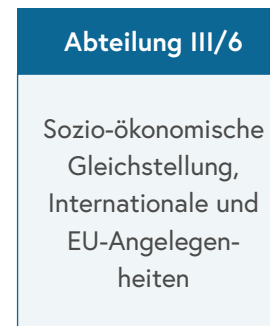 Abteilung III/6
Sozio-ökonomische
Gleichstellung,
Internationale und
EU-Angelegen-
heiten